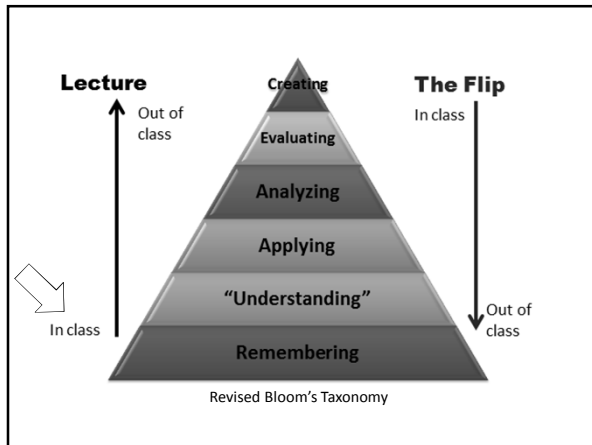 Lecture
Out of
class
In class
Creating
Evaluating
Analyzing
Applying
“Understanding”
Remembering
The Flip
In class
Out of
class
Revised Bloom’s Taxonomy